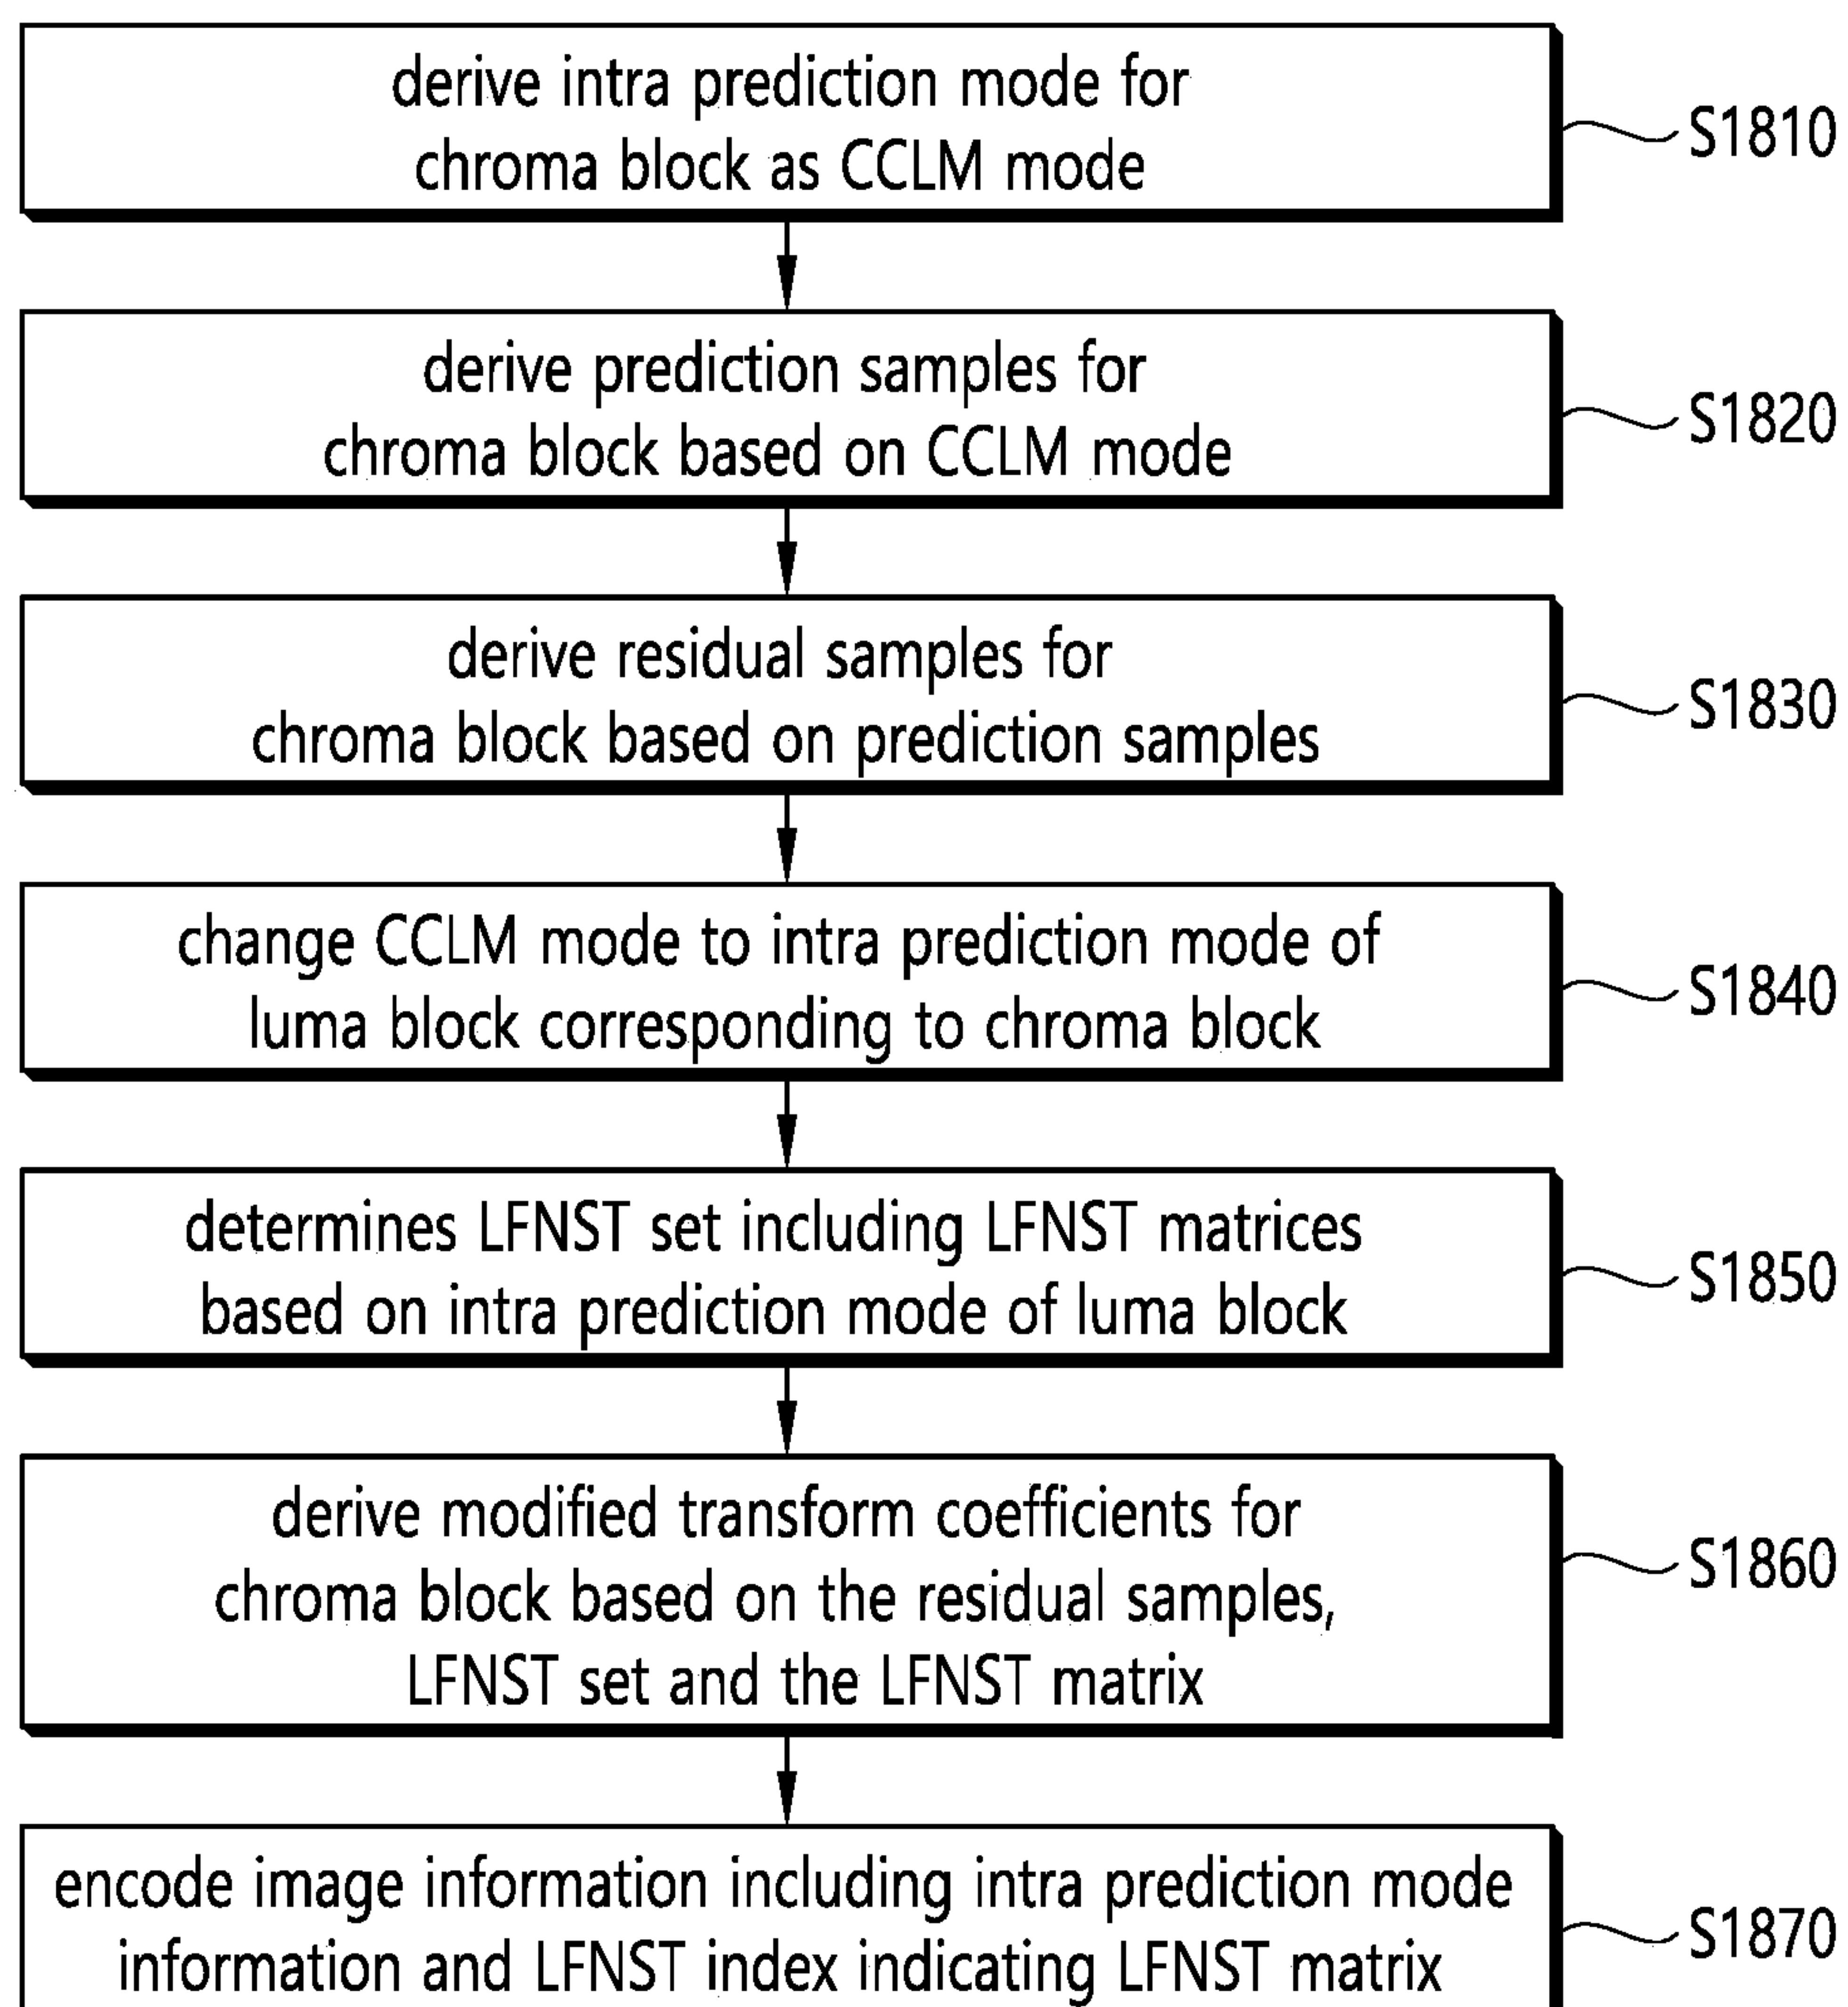 derive intra prediction mode for
chroma block as CCLM mode
S1810
derive prediction samples for
chroma block based on CCLM mode
S1820
derive residual samples for
chroma block based on prediction samples
S1830
change CCLM mode to intra prediction mode of
luma block corresponding to chroma block
S1840
determines LFNST set including LFNST matrices
based on intra prediction mode of luma block
S1850
derive modified transform coefficients for
chroma block based on the residual samples,
LFNST set and the LFNST matrix
S1860
encode image information including intra prediction mode
information and LFNST index indicating LFNST matrix
S1870